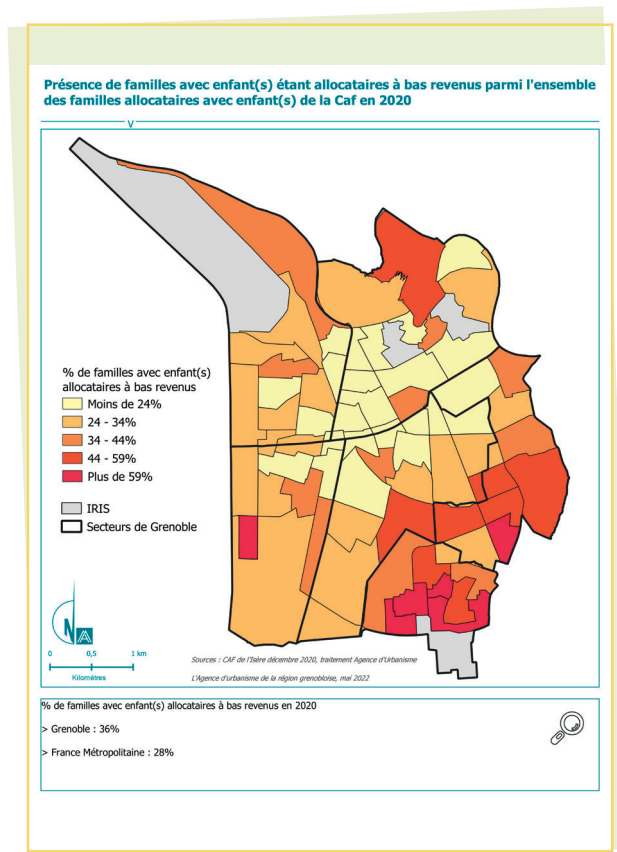 Présence de familles avec enfant(s) étant allocataires à bas revenus parmi l'ensemble
des familles allocataires avec enfant(s) de la Caf en 2020
V
% de familles avec enfant(s)
allocataires à bas revenus
Moins de 24%
24 - 34%
34 - 44%
44 - 59%
Plus de 59%
IRIS
Secteurs de Grenoble
N A
0 0,5 1 km
Kilomètres
Sources : CAF de l'Isère décembre 2020, traitement Agence d'Urbanisme
L'Agence d'urbanisme de la région grenobloise, mai 2022
% de familles avec enfant(s) allocataires à bas revenus en 2020
> Grenoble : 36%
> France Métropolitaine : 28%